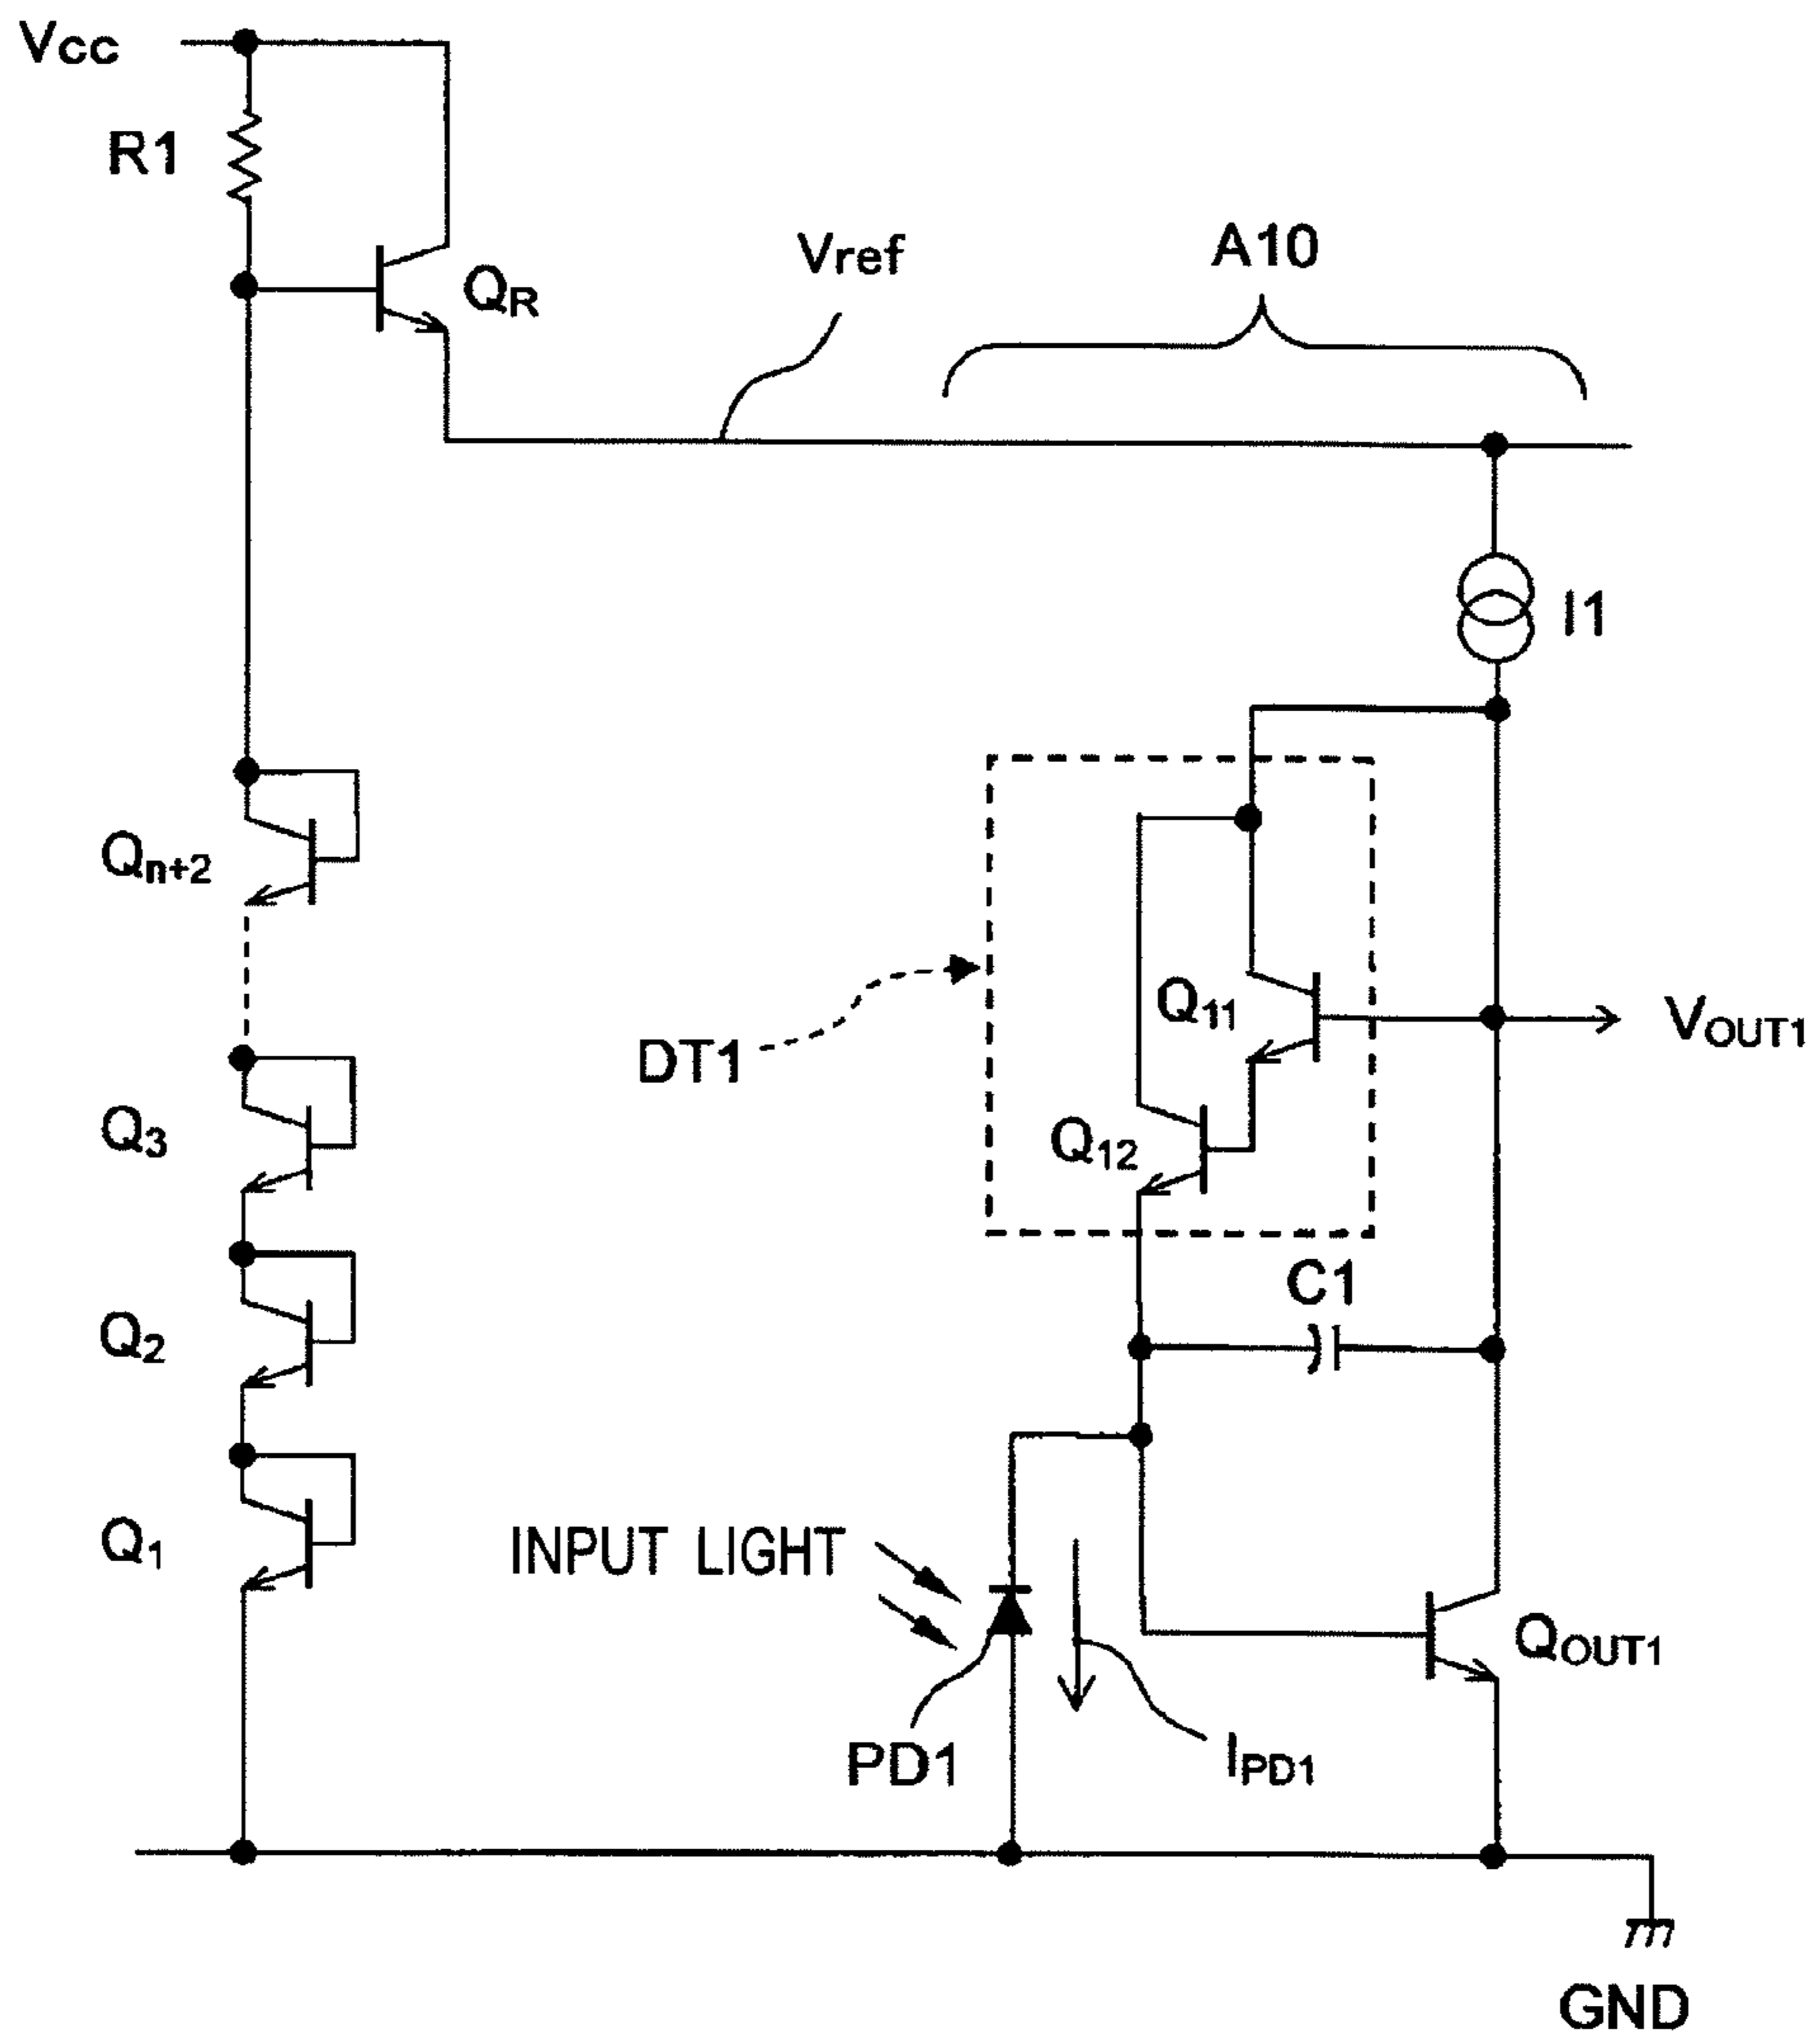 VCC
R1
QR
Vref
A10
I1
Qn+2
Q11
VOUT1
DT1
Q3
Q12
C1
Q2
Q1
INPUT LIGHT
QOUT1
PD1
IPD1
GND